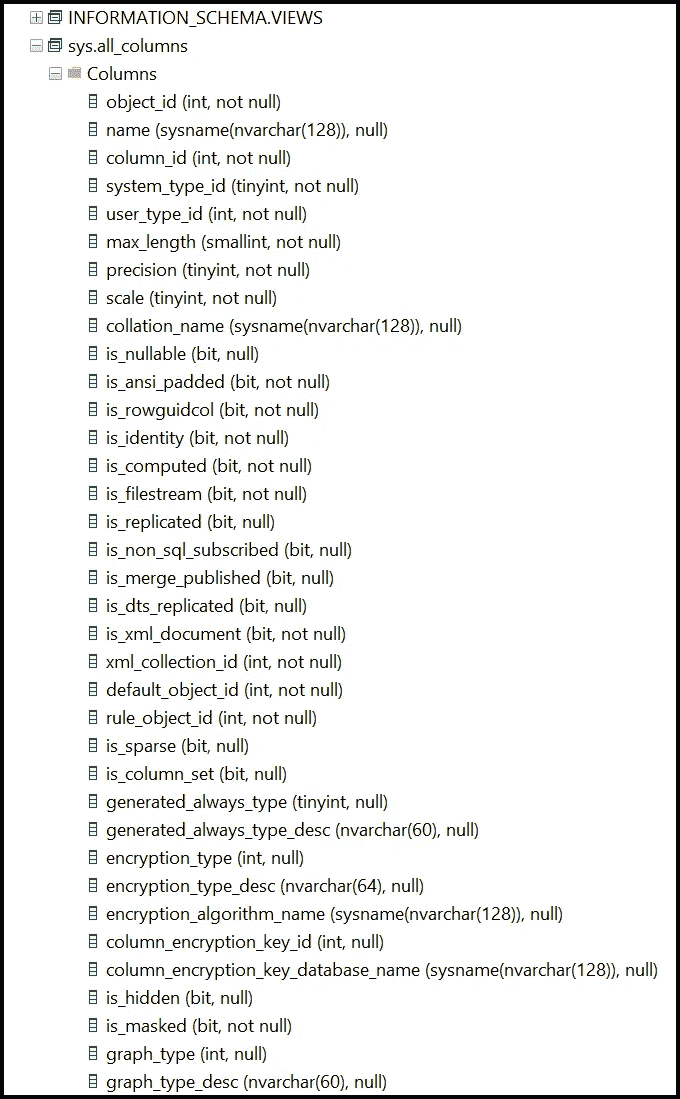 INFORMATION_SCHEMA.VIEWS
sys.all_columns
Columns
object_id (int, not null)
name (sysname(nvarchar(128)), null)
column_id (int, not null)
system_type_id (tinyint, not null)
user_type_id (int, not null)
max_length (smallint, not null)
precision (tinyint, not null)
scale (tinyint, not null)
collation_name (sysname(nvarchar(128)), null)
is_nullable (bit, null)
is_ansi_padded (bit, not null)
is_rowguidcol (bit, not null)
is_identity (bit, not null)
is_computed (bit, not null)
is_filestream (bit, not null)
is_replicated (bit, null)
is_non_sql_subscribed (bit, null)
is_merge_published (bit, null)
is_dts_replicated (bit, null)
is_xml_document (bit, not null)
xml_collection_id (int, not null)
default_object_id (int, not null)
rule_object_id (int, not null)
is_sparse (bit, null)
is_column_set (bit, null)
generated_always_type (tinyint, null)
generated_always_type_desc (nvarchar(60), null)
encryption_type (int, null)
encryption_type_desc (nvarchar(64), null)
encryption_algorithm_name (sysname(nvarchar(128)), null)
column_encryption_key_id (int, null)
column_encryption_key_database_name (sysname(nvarchar(128)), null)
is_hidden (bit, null)
is_masked (bit, not null)
graph_type (int, null)
graph_type_desc (nvarchar(60), null)